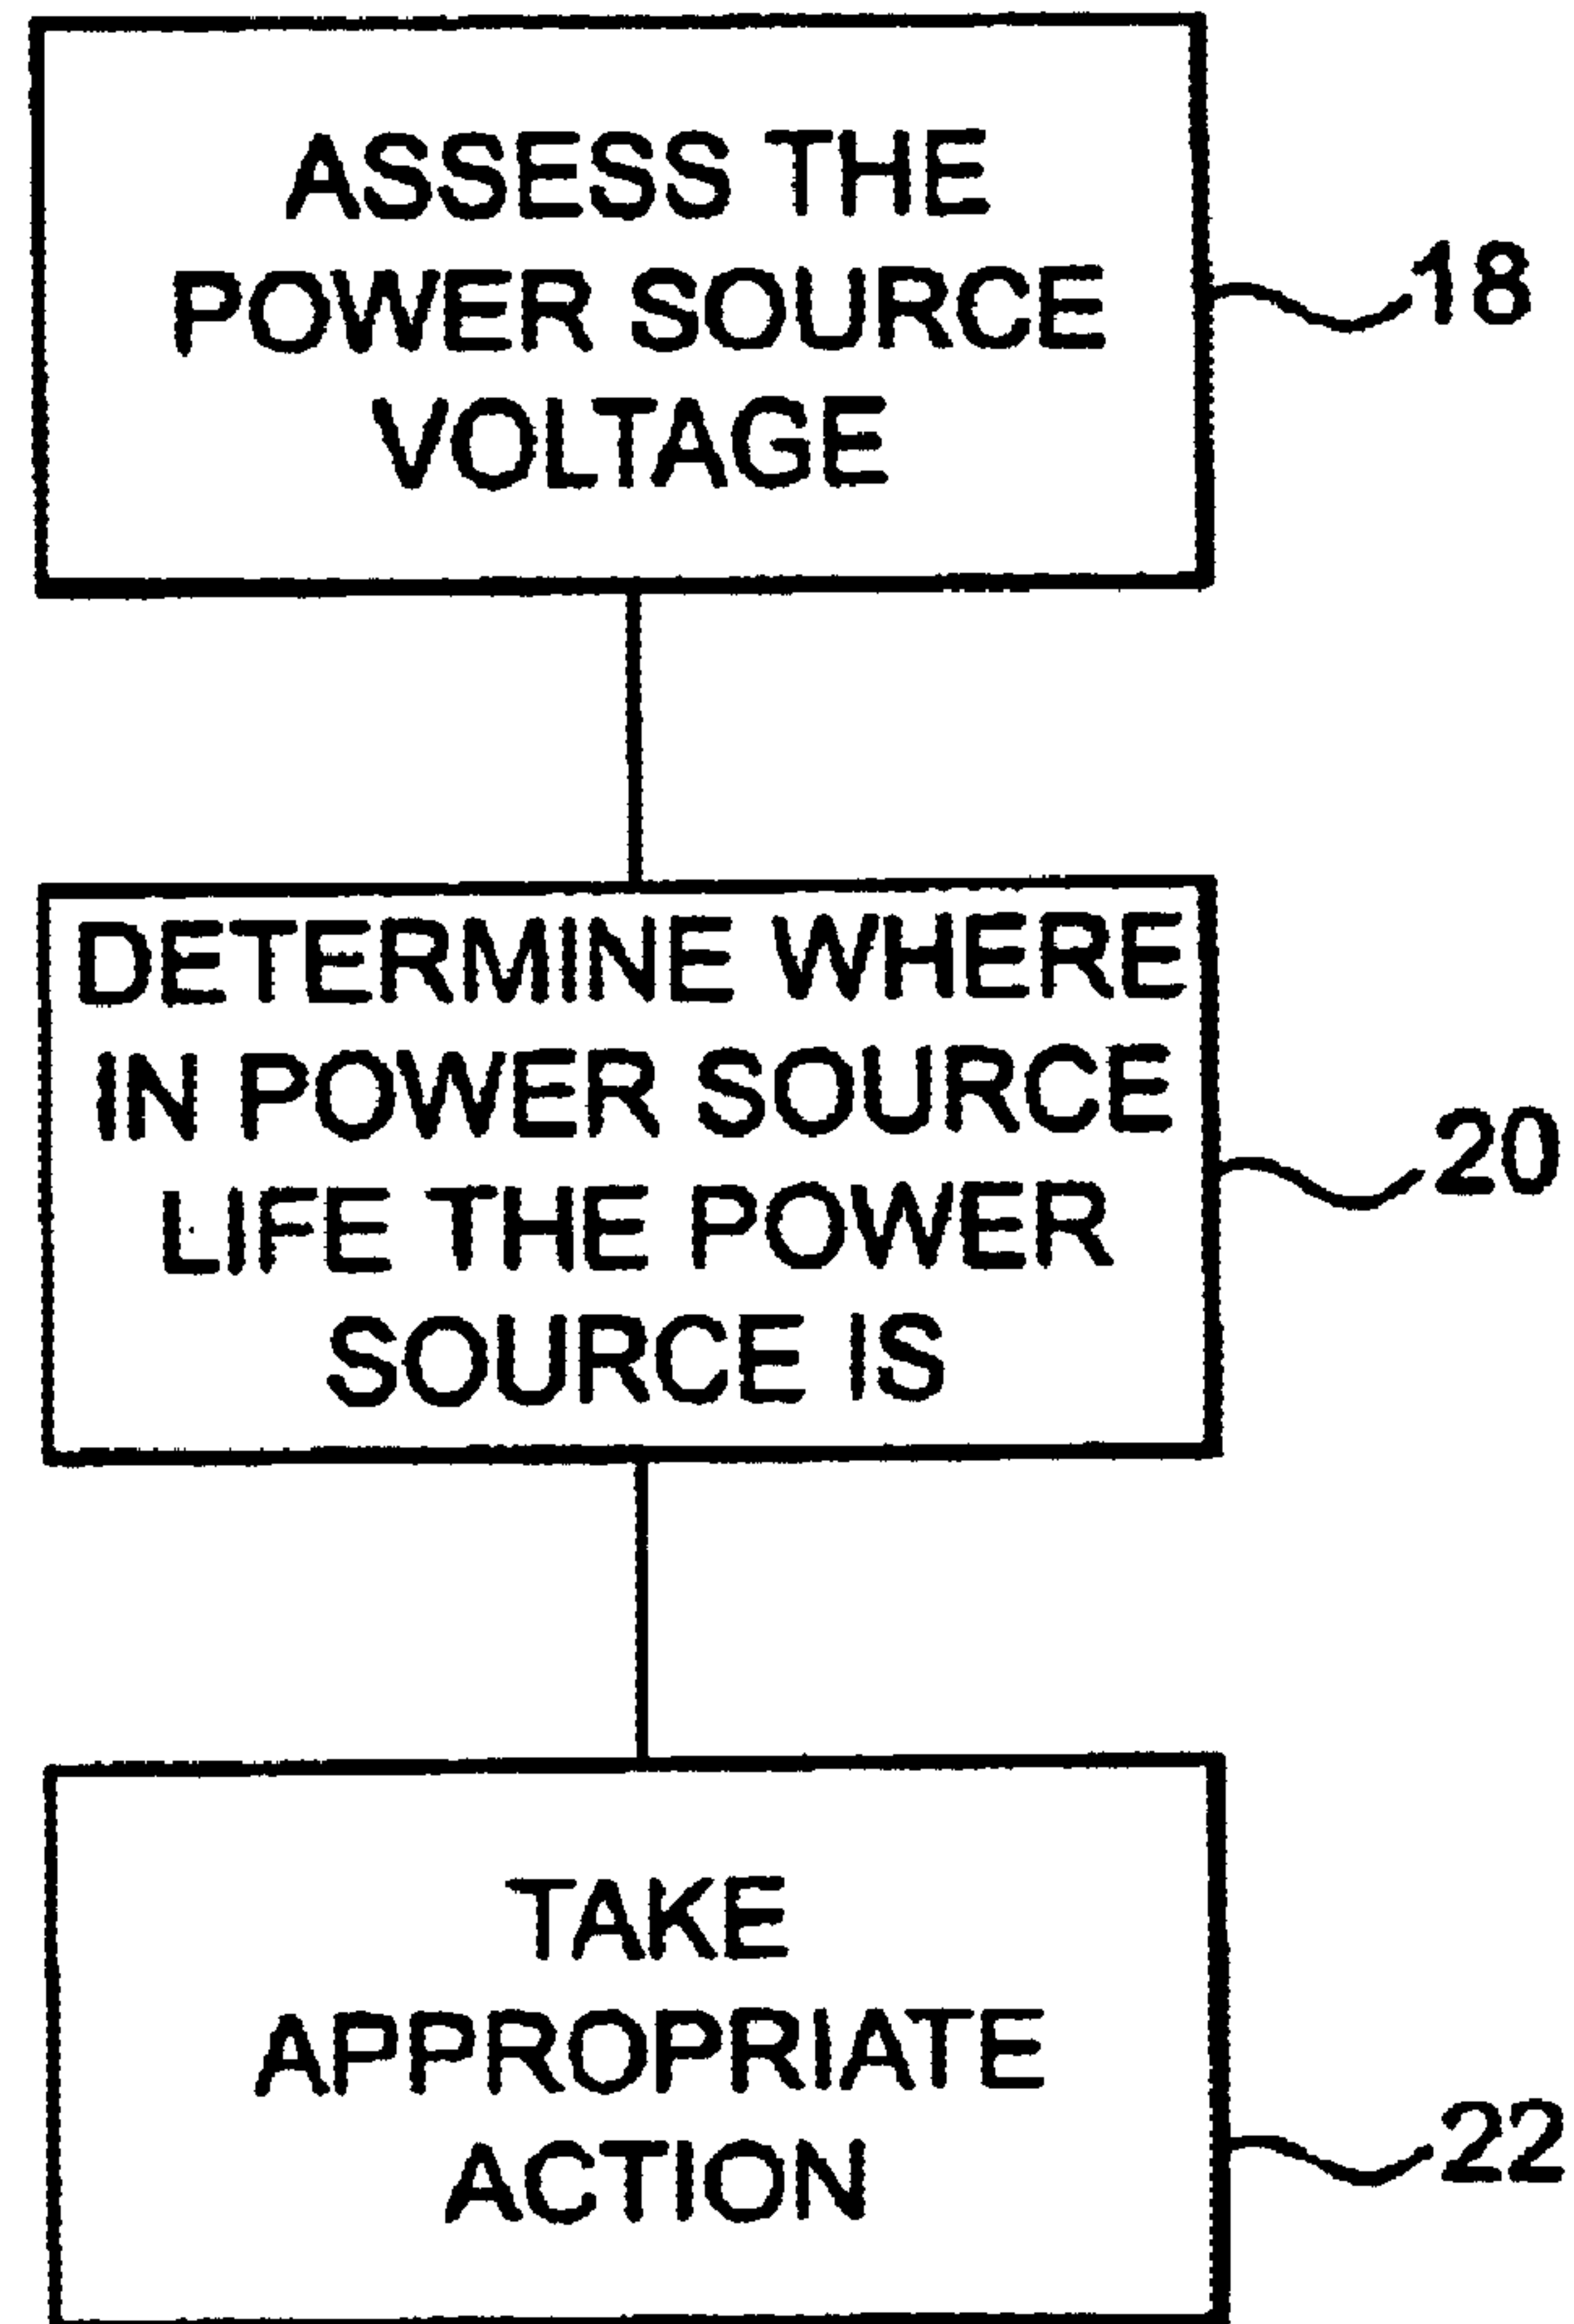 ASSESS THE
POWER SOURCE
VOLTAGE
18
DETERMINE WHERE
IN POWER SOURCE
LIFE THE POWER
SOURCE IS
20
TAKE
APPROPRIATE
ACTION
22